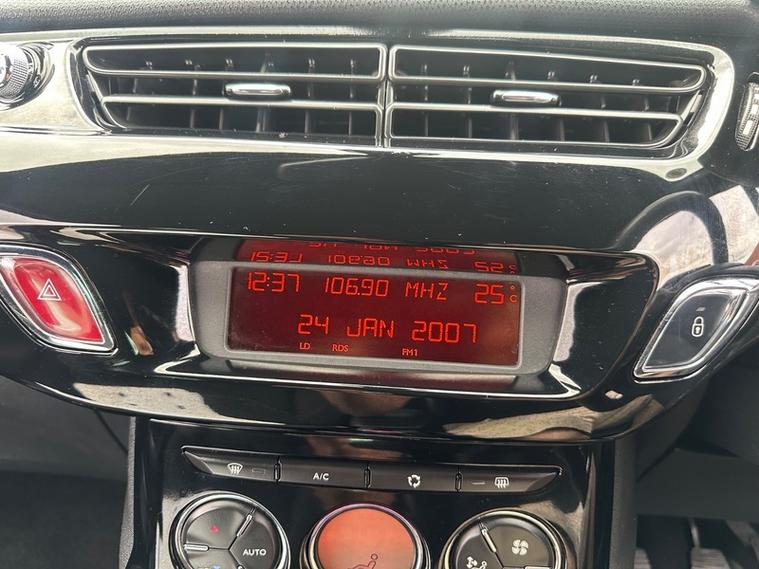 12:37 106.90 MHZ 25°C
24 JAN 2007
LD RDS FM1
A/C
AUTO